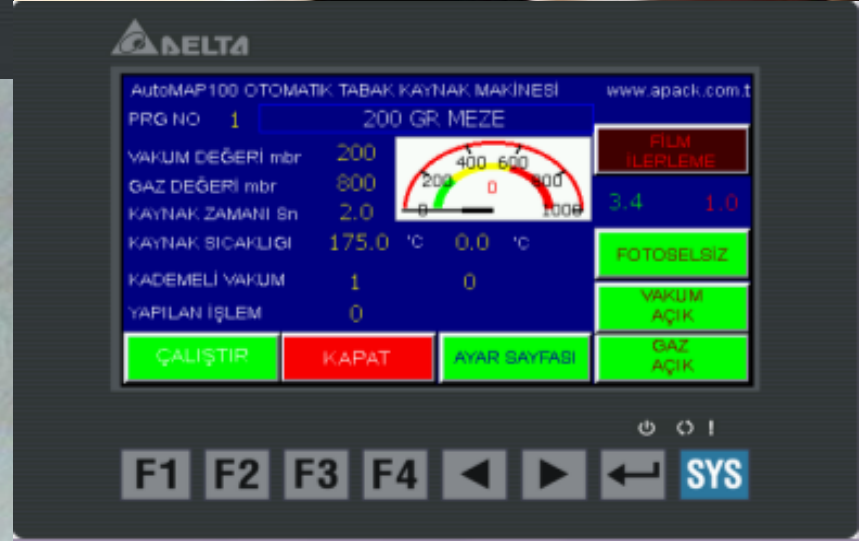 DELTA
AutoMAP100 OTOMATIK TABAK KAYNAK MAKİNESİ www.apack.com.t
PRG NO 1 200 GR MEZE
FİLM
İLEPLEME
VAKUM DEĞERİ mbr 200
GAZ DEĞERİ mbr 800
KAYNAK ZAMANI Sn 2.0
0 200 400 600 800 1000
0
3.4 1.0
KAYNAK SICAKLIGI 175.0 °C 0.0 °C
FOTOSELSİZ
KADEMELİ VAKUM 1 0
VAKUM
AÇIK
YAPILAN İŞLEM 0
ÇALIŞTIR KAPAT AYAR SAYFASI
GAZ
AÇIK
!
F1 F2 F3 F4 SYS